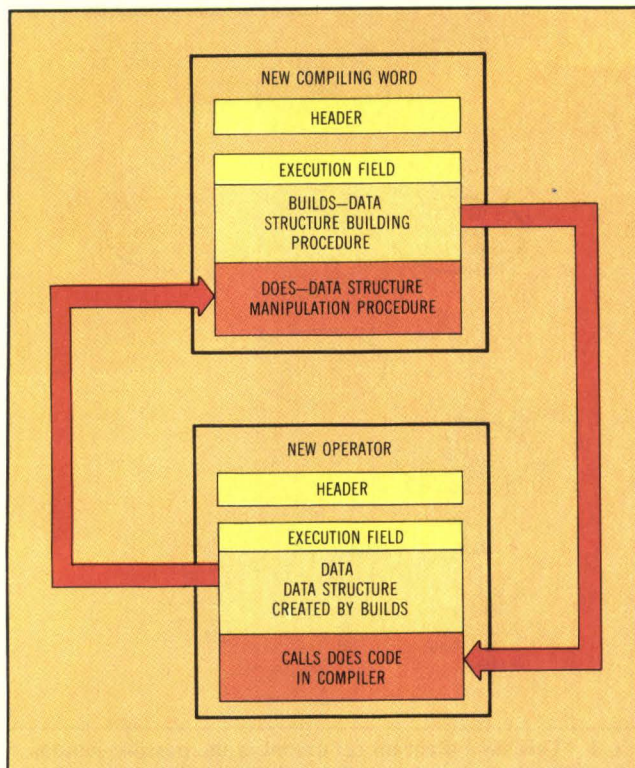 NEW COMPILING WORD
HEADER
EXECUTION FIELD
BUILDS—DATA
STRUCTURE BUILDING
PROCEDURE
DOES—DATA STRUCTURE
MANIPULATION PROCEDURE
NEW OPERATOR
HEADER
EXECUTION FIELD
DATA
DATA STRUCTURE
CREATED BY BUILDS
CALLS DOES CODE
IN COMPILER